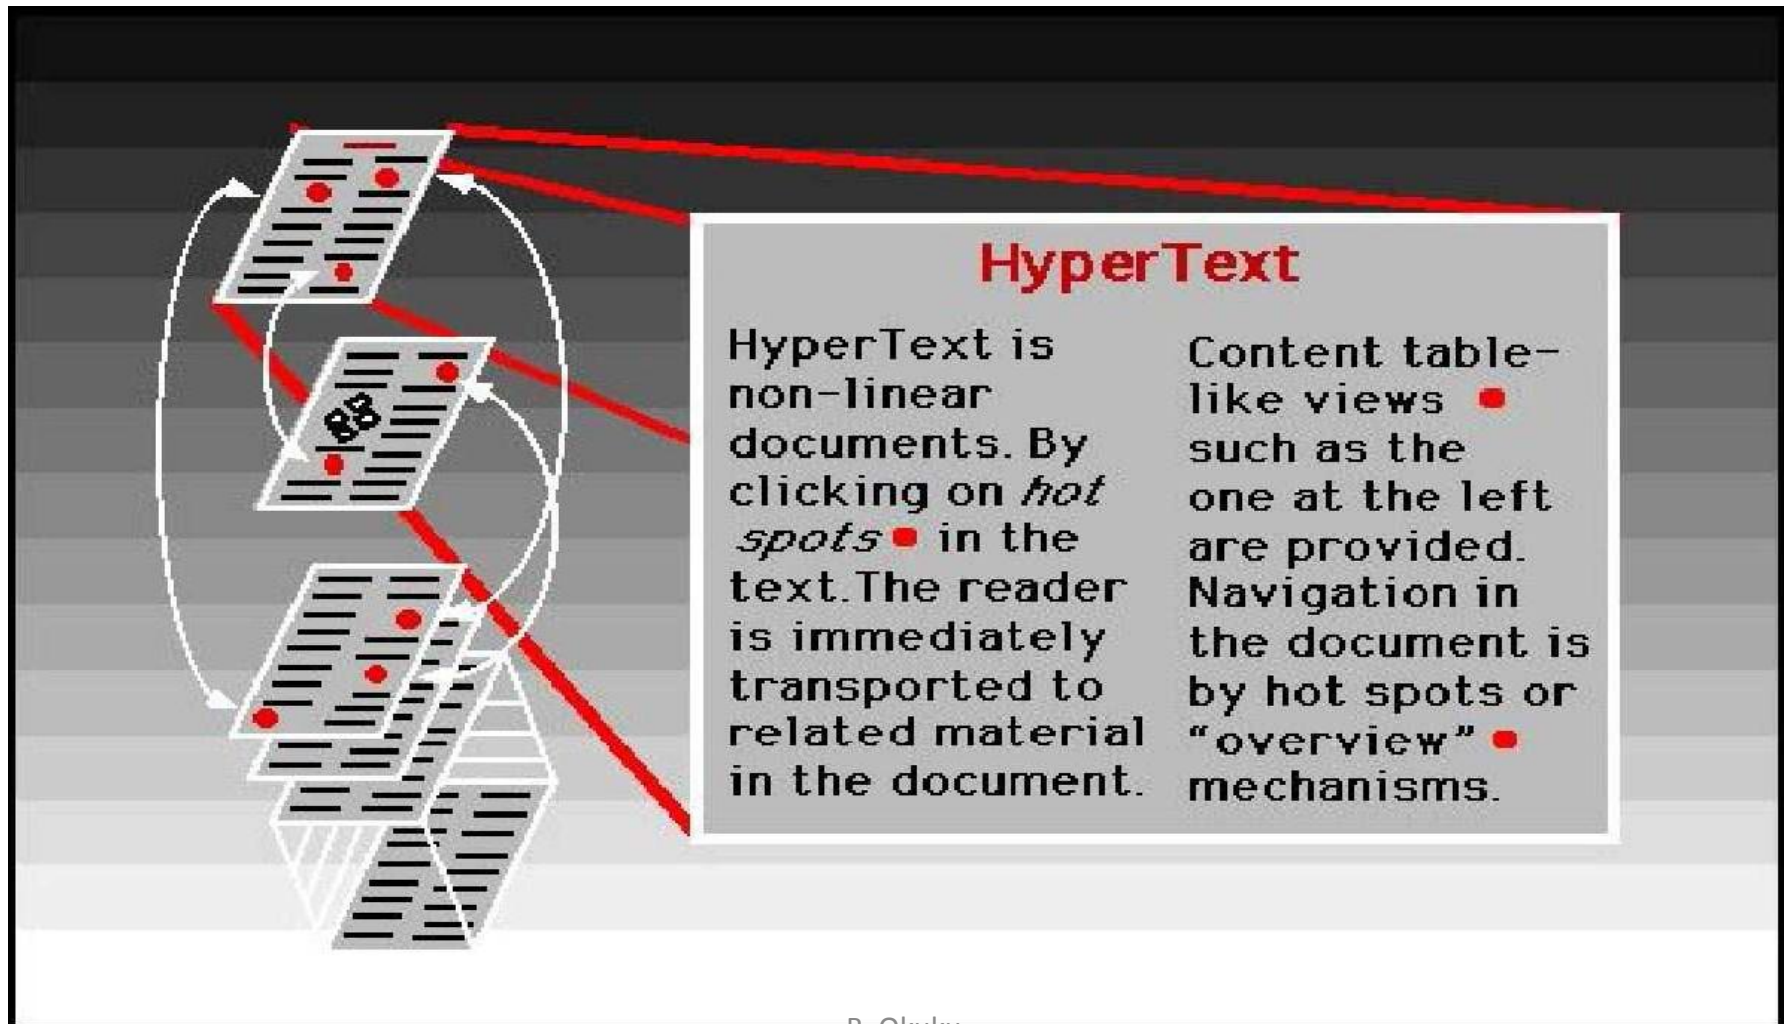 HyperText
HyperText is
non-linear
documents. By
clicking on hot
spots in the
text.The reader
is immediately
transported to
related material
in the document.
Content table-
like views
such as the
one at the left
are provided.
Navigation in
the document is
by hot spots or
“overview”
mechanisms.